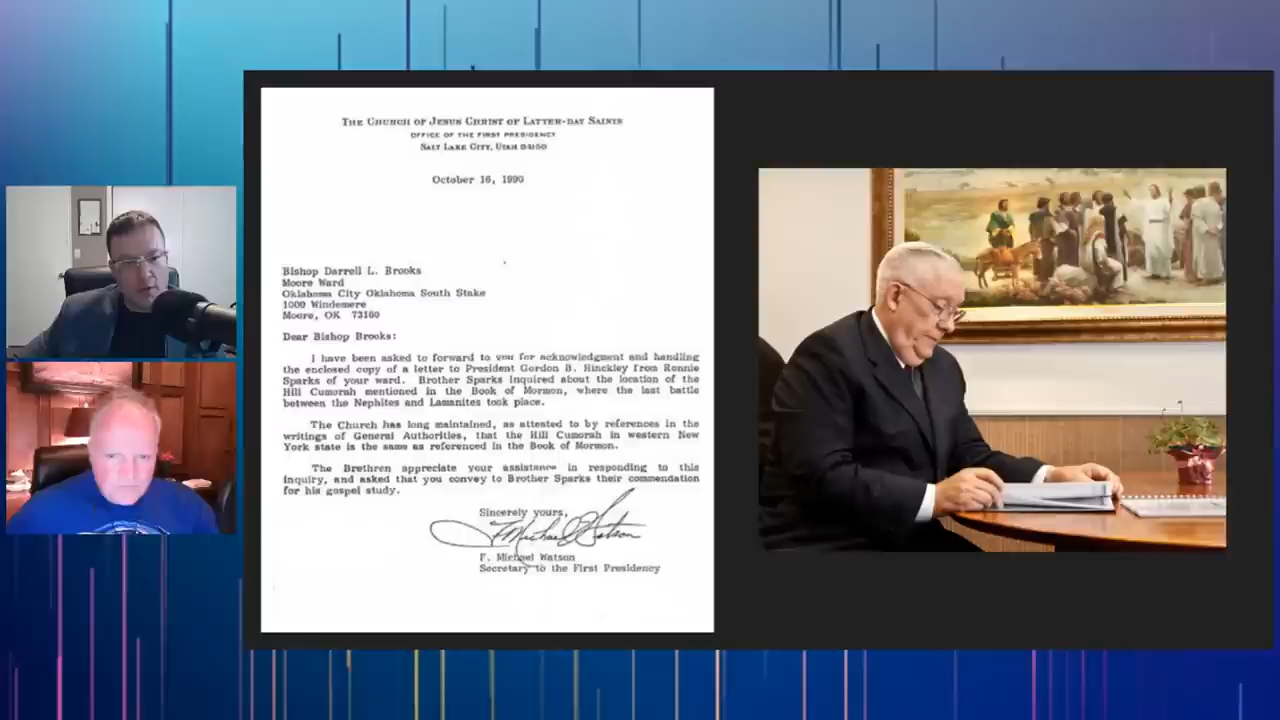 THE CHURCH OF JESUS CHRIST OF LATTER-DAY SAINTS
OFFICE OF THE FIRST PRESIDENCY
SALT LAKE CITY, UTAH 84150
October 16, 1990
Bishop Darrell L. Brooks
Moore Ward
Oklahoma City Oklahoma South Stake
1000 Windemere
Moore, OK 73160
Dear Bishop Brooks:
I have been asked to forward to you for acknowledgment and handling
the enclosed copy of a letter to President Gordon B. Hinckley from Ronnie
Sparks of your ward. Brother Sparks inquired about the location of the
Hill Cumorah mentioned in the Book of Mormon, where the last battle
between the Nephites and Lamanites took place.
The Church has long maintained, as attested to by references in the
writings of General Authorities, that the Hill Cumorah in western New
York state is the same as referenced in the Book of Mormon.
The Brethren appreciate your assistance in responding to this
inquiry, and asked that you convey to Brother Sparks their commendation
for his gospel study.
Sincerely yours,
F. Michael Watson
F. Michael Watson
Secretary to the First Presidency